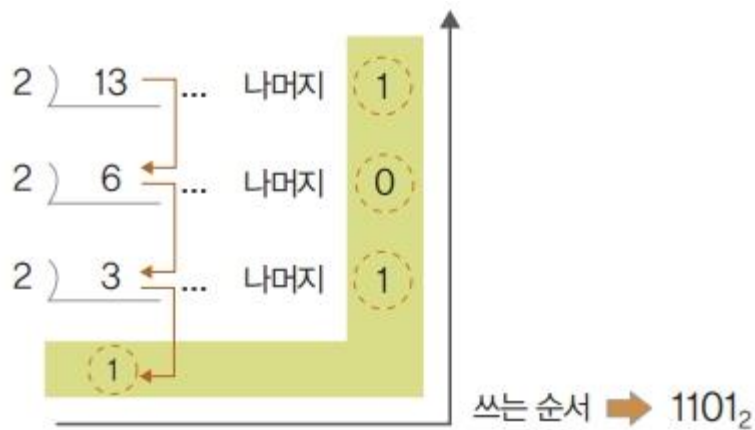 2 ) 13 ... 나머지 1
2 ) 6 ... 나머지 0
2 ) 3 ... 나머지 1
1
쓰는 순서 ➡ 1101₂